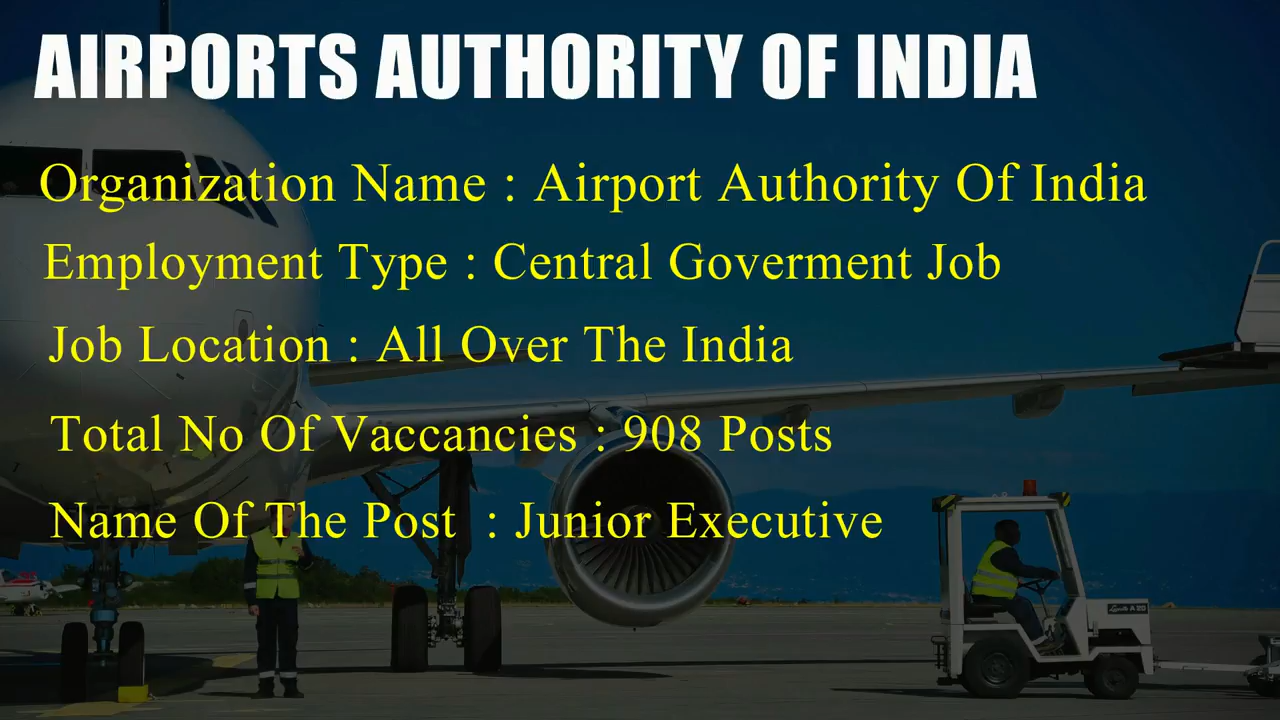 AIRPORTS AUTHORITY OF INDIA
Organization Name : Airport Authority Of India
Employment Type : Central Goverment Job
Job Location : All Over The India
Total No Of Vaccancies : 908 Posts
Name Of The Post : Junior Executive